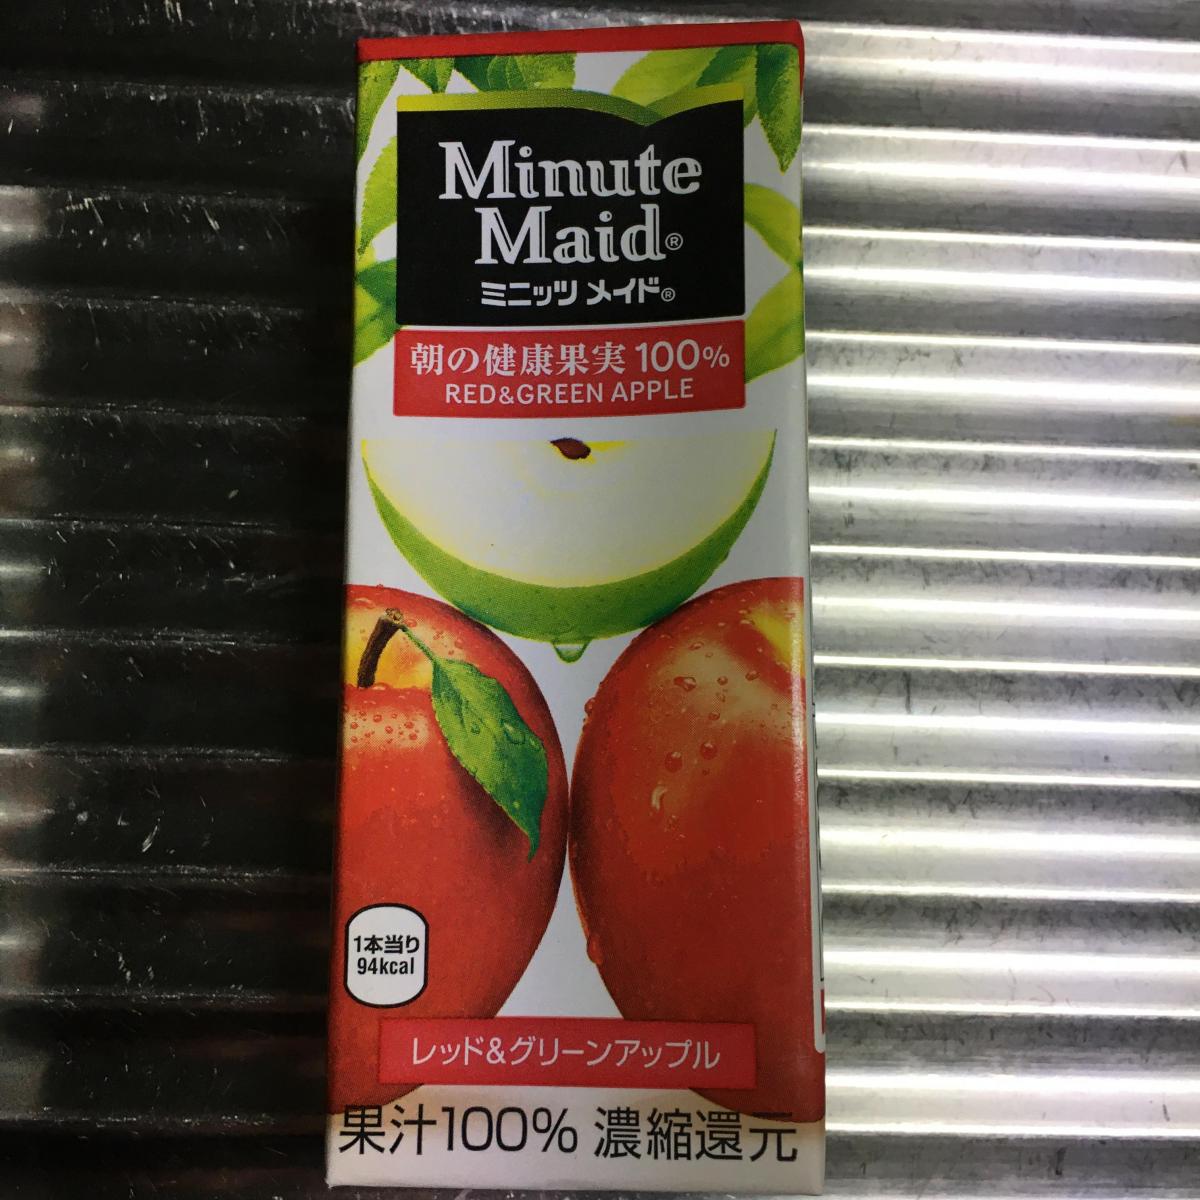 Minute
Maid®
ミニッツ メイド®
朝の健康果実 100%
RED&GREEN APPLE
1本当り
94kcal
レッド&グリーンアップル
果汁100% 濃縮還元